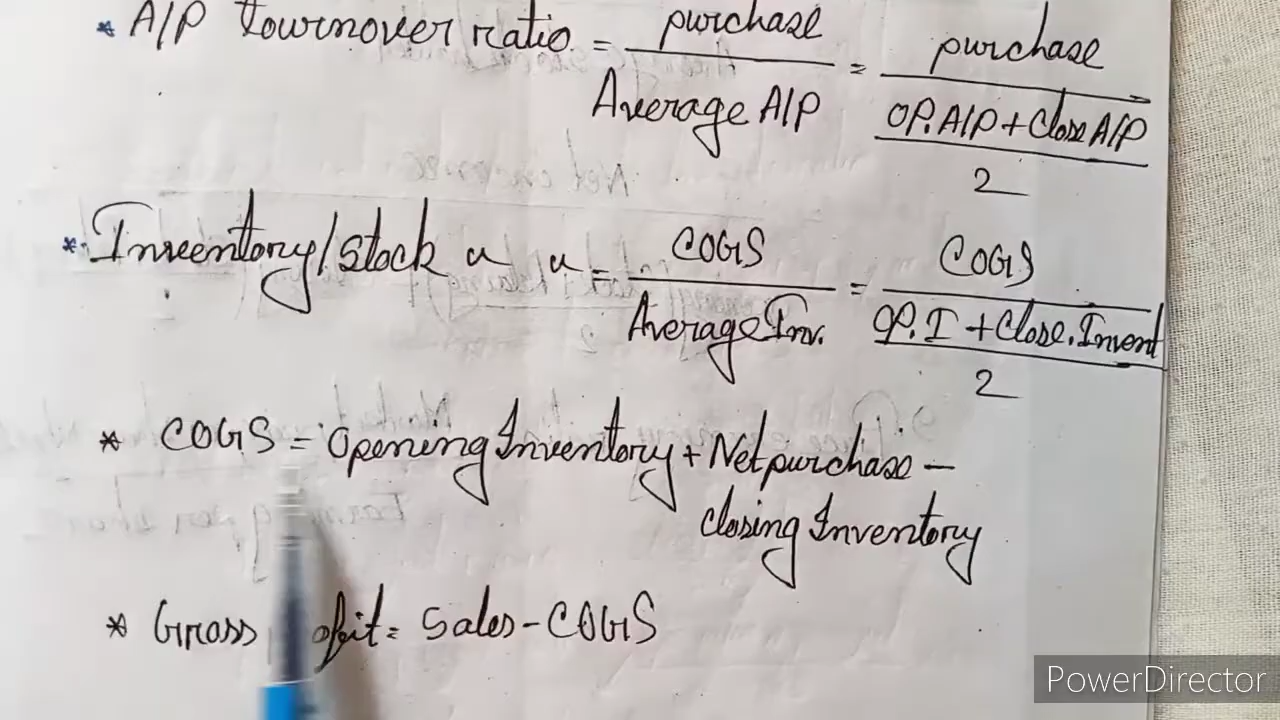 * A/P tournover ratio = purchase / Average A/P = purchase / (OP. A/P + Close A/P / 2)
* Inventory/Stock " " = COGS / Average Inv. = COGS / (OP. I + Close. Invent / 2)
* COGS = Opening Inventory + Net purchase –
closing Inventory
* Gross ofit = Sales – COGS
PowerDirector